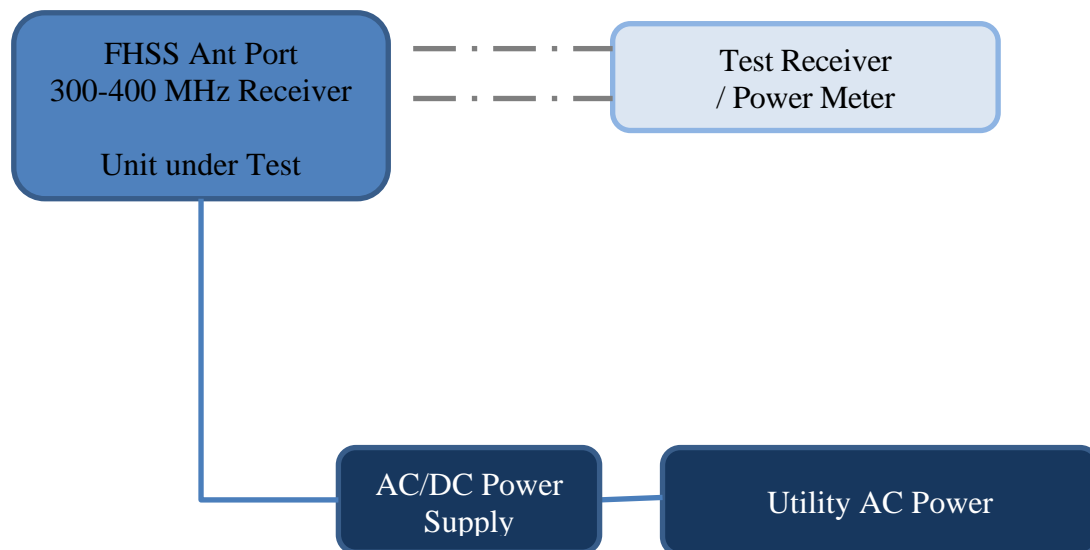 FHSS Ant Port
300-400 MHz Receiver
Unit under Test
Test Receiver
/ Power Meter
AC/DC Power
Supply
Utility AC Power